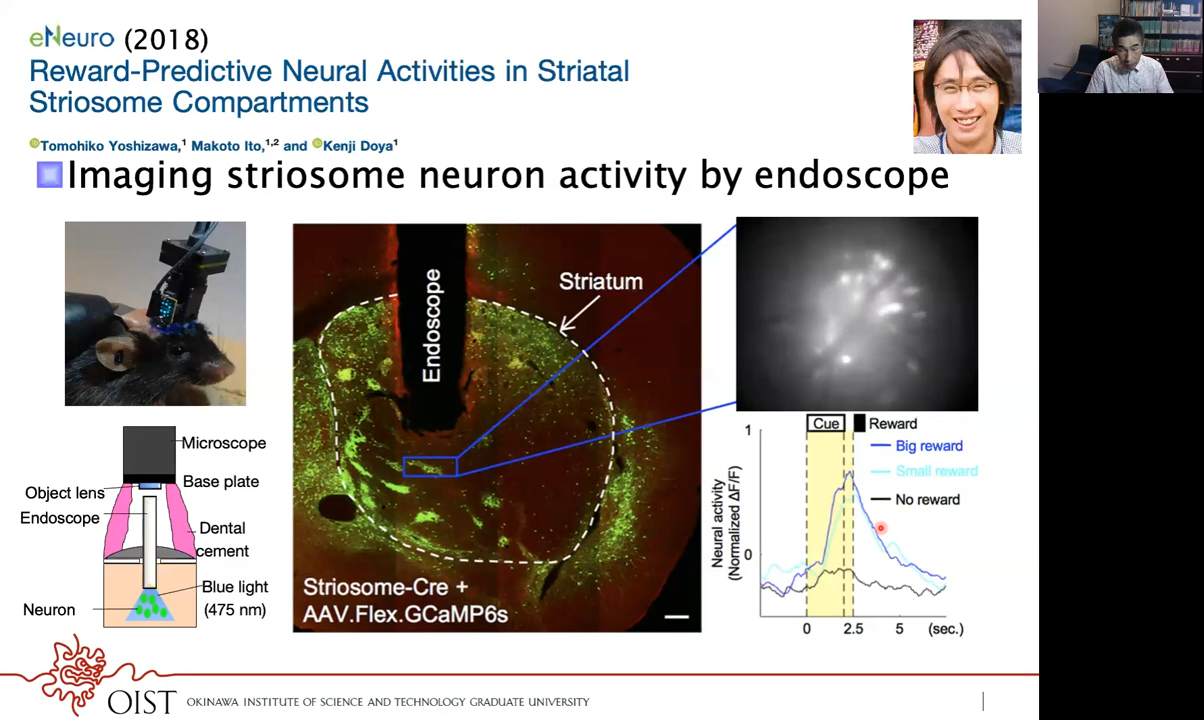 eNeuro (2018)
Reward-Predictive Neural Activities in Striatal
Striosome Compartments
Tomohiko Yoshizawa,¹ Makoto Ito,¹,² and Kenji Doya¹
Imaging striosome neuron activity by endoscope
Microscope
Base plate
Object lens
Endoscope
Dental
cement
Blue light
(475 nm)
Neuron
Endoscope
Striatum
Striosome-Cre +
AAV.Flex.GCaMP6s
Cue
Reward
Big reward
Small reward
No reward
Neural activity
(Normalized ΔF/F)
1
0
0 2.5 5 (sec.)
OIST OKINAWA INSTITUTE OF SCIENCE AND TECHNOLOGY GRADUATE UNIVERSITY